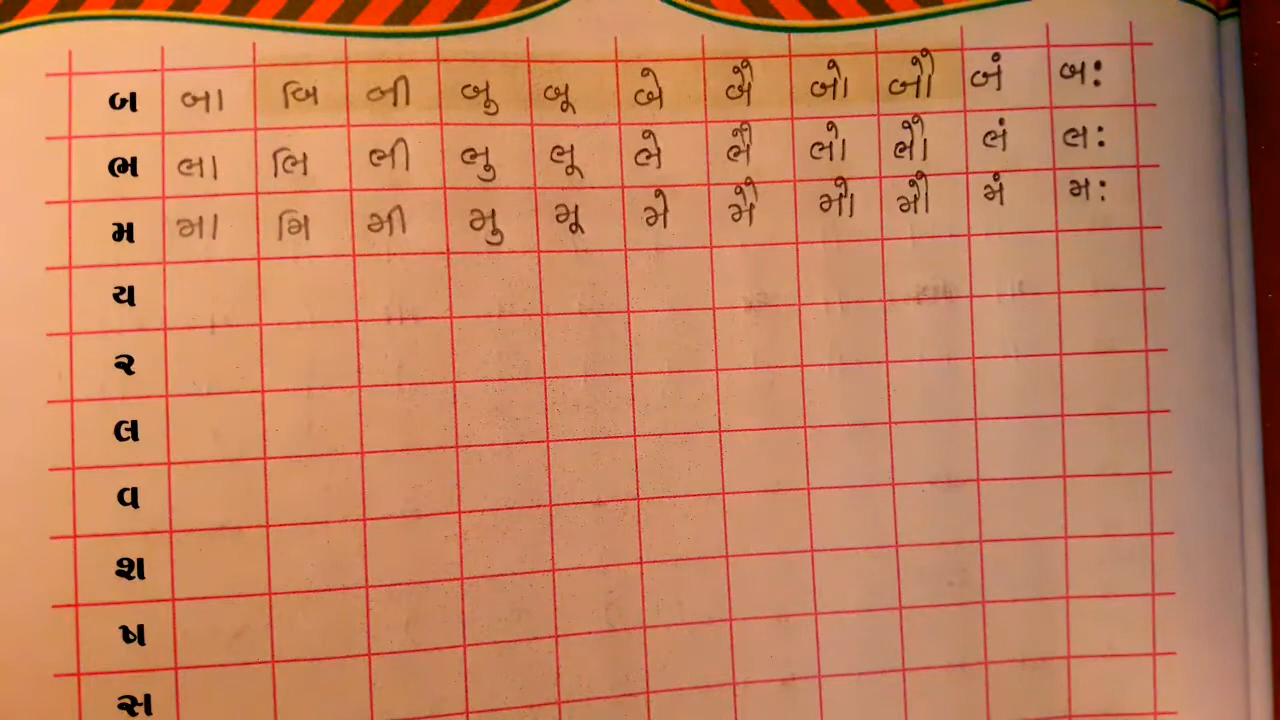 બ બા બિ બી બુ બૂ બે બૈ બો બૌ બં બઃ
ભ ભા ભિ ભી ભુ ભૂ ભે ભૈ ભો ભૌ ભં ભઃ
મ મા મિ મી મુ મૂ મે મૈ મો મૌ મં મઃ
ય
ર
લ
વ
શ
ષ
સ